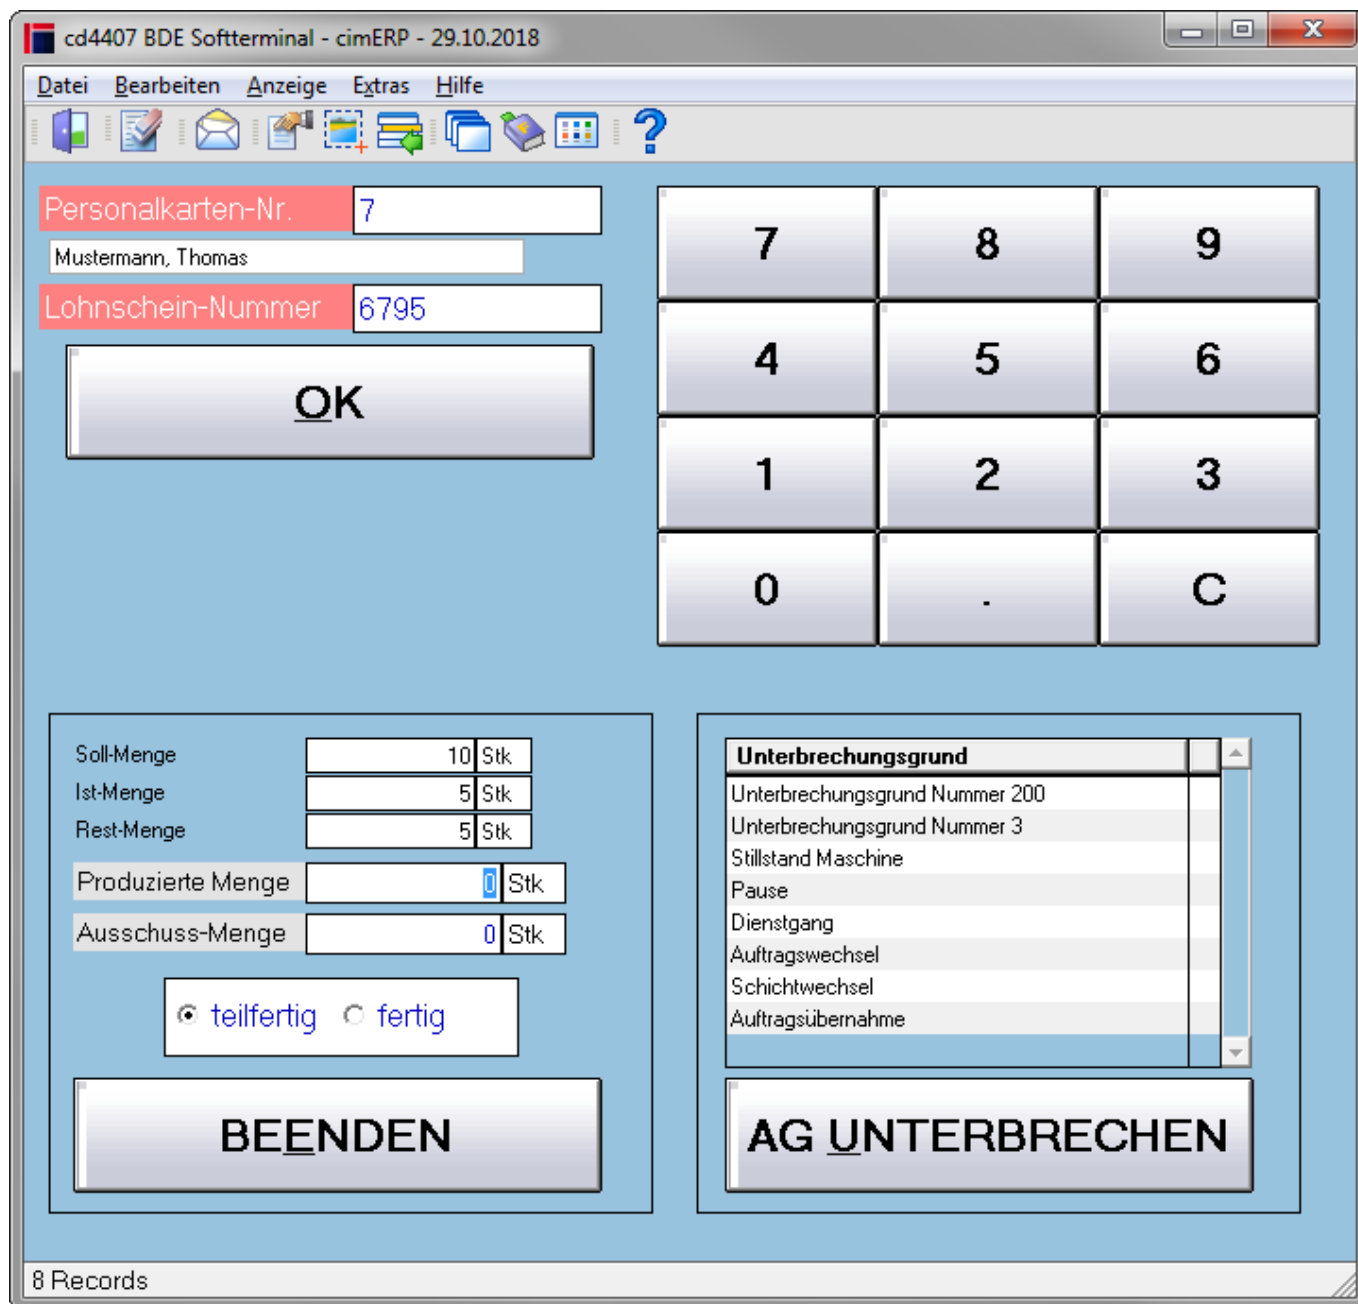 cd4407 BDE Softterminal - cimERP - 29.10.2018
Datei Bearbeiten Anzeige Extras Hilfe
Personalkarten-Nr. 7
Mustermann, Thomas
Lohnschein-Nummer 6795
OK
7 8 9
4 5 6
1 2 3
0 . C
Soll-Menge 10 Stk
Ist-Menge 5 Stk
Rest-Menge 5 Stk
Produzierte Menge 0 Stk
Ausschuss-Menge 0 Stk
teilfertig fertig
BEENDEN
Unterbrechungsgrund
Unterbrechungsgrund Nummer 200
Unterbrechungsgrund Nummer 3
Stillstand Maschine
Pause
Dienstgang
Auftragswechsel
Schichtwechsel
Auftragsübernahme
AG UNTERBRECHEN
8 Records